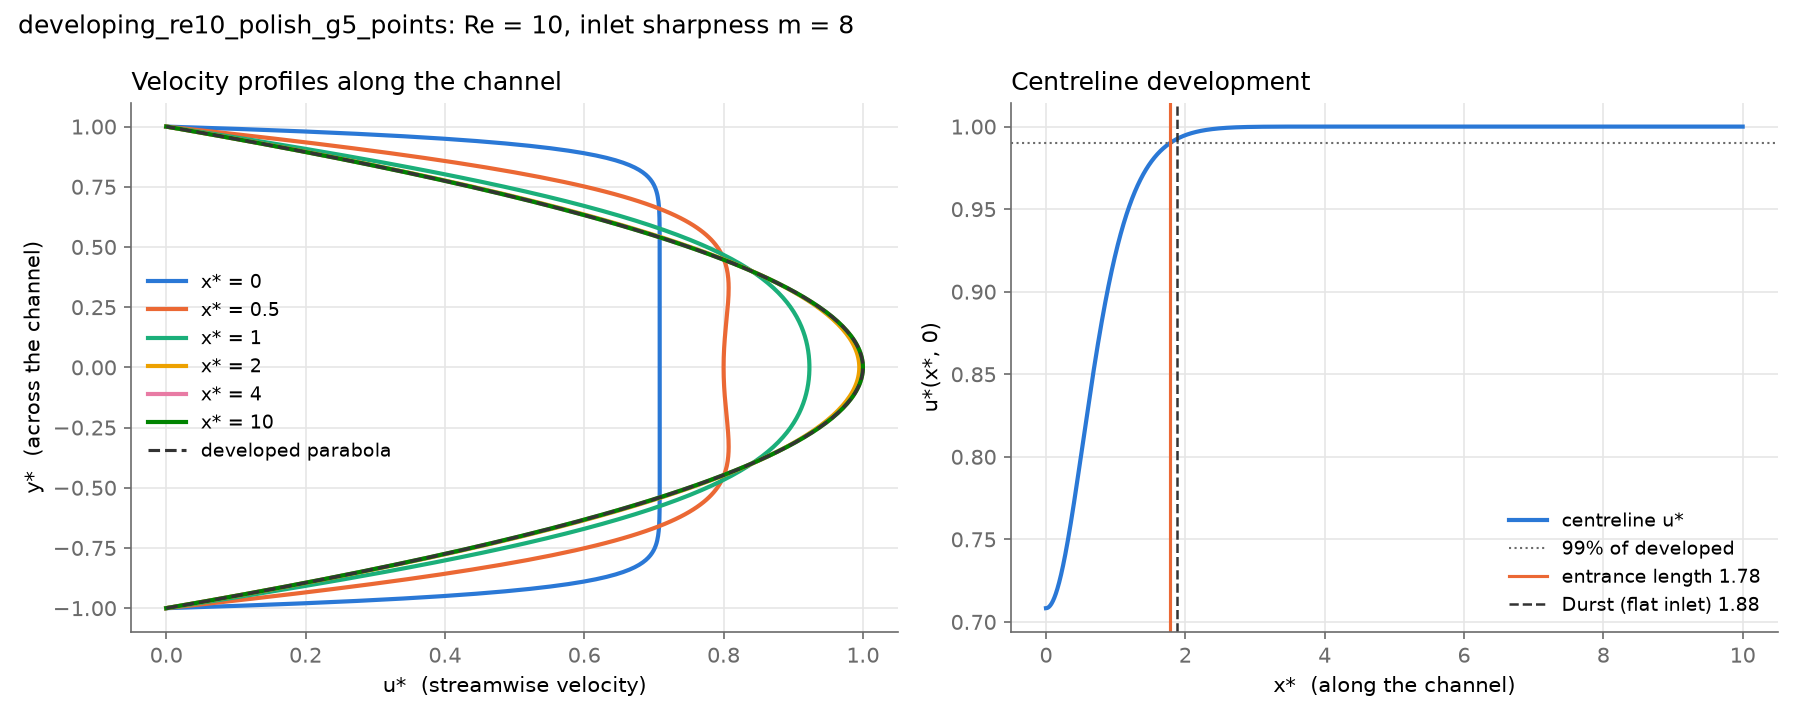 developing_re10_polish_g5_points: Re = 10, inlet sharpness m = 8
Velocity profiles along the channel
y*  (across the channel)
1.00
0.75
0.50
0.25
0.00
−0.25
−0.50
−0.75
−1.00
x* = 0
x* = 0.5
x* = 1
x* = 2
x* = 4
x* = 10
developed parabola
0.0 0.2 0.4 0.6 0.8 1.0
u*  (streamwise velocity)
Centreline development
u*(x*, 0)
1.00
0.95
0.90
0.85
0.80
0.75
0.70
centreline u*
99% of developed
entrance length 1.78
Durst (flat inlet) 1.88
0 2 4 6 8 10
x*  (along the channel)